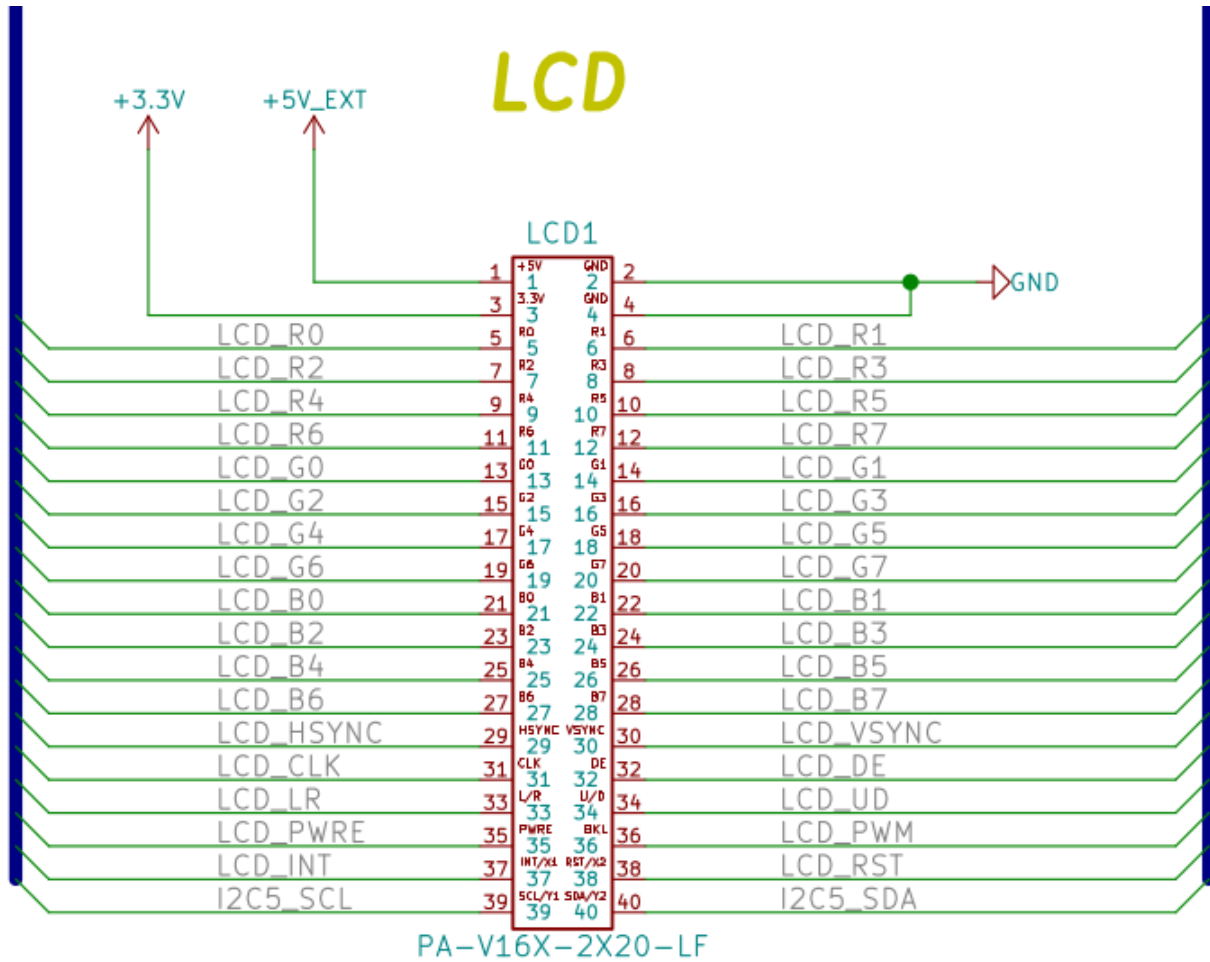 LCD
+3.3V +5V_EXT
LCD1
1 +5V 1 GND 2 2 GND
3 3.3V 3 GND 4 4
LCD_R0 5 R0 5 R1 6 6 LCD_R1
LCD_R2 7 R2 7 R3 8 8 LCD_R3
LCD_R4 9 R4 9 R5 10 10 LCD_R5
LCD_R6 11 R6 11 R7 12 12 LCD_R7
LCD_G0 13 G0 13 G1 14 14 LCD_G1
LCD_G2 15 G2 15 G3 16 16 LCD_G3
LCD_G4 17 G4 17 G5 18 18 LCD_G5
LCD_G6 19 G6 19 G7 20 20 LCD_G7
LCD_B0 21 B0 21 B1 22 22 LCD_B1
LCD_B2 23 B2 23 B3 24 24 LCD_B3
LCD_B4 25 B4 25 B5 26 26 LCD_B5
LCD_B6 27 B6 27 B7 28 28 LCD_B7
LCD_HSYNC 29 HSYNC 29 VSYNC 30 30 LCD_VSYNC
LCD_CLK 31 CLK 31 DE 32 32 LCD_DE
LCD_LR 33 L/R 33 U/D 34 34 LCD_UD
LCD_PWRE 35 PWRE 35 BKL 36 36 LCD_PWM
LCD_INT 37 INT/X1 37 RST/X2 38 38 LCD_RST
I2C5_SCL 39 SCL/Y1 39 SDA/Y2 40 40 I2C5_SDA
PA-V16X-2X20-LF